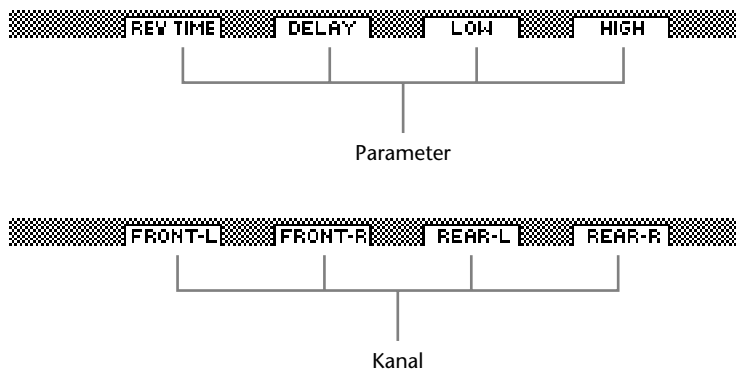 REV TIME DELAY LOW HIGH
Parameter
FRONT-L FRONT-R REAR-L REAR-R
Kanal